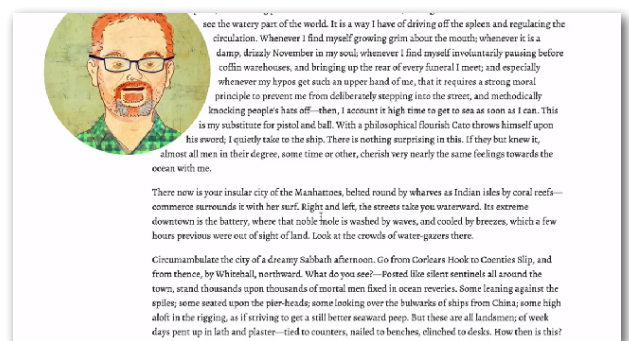 see the watery part of the world. It is a way I have of driving off the spleen and regulating the
circulation. Whenever I find myself growing grim about the mouth; whenever it is a
damp, drizzly November in my soul; whenever I find myself involuntarily pausing before
coffin warehouses, and bringing up the rear of every funeral I meet; and especially
whenever my hypos get such an upper hand of me, that it requires a strong moral
principle to prevent me from deliberately stepping into the street, and methodically
knocking people's hats off—then, I account it high time to get to sea as soon as I can. This
is my substitute for pistol and ball. With a philosophical flourish Cato throws himself upon
his sword; I quietly take to the ship. There is nothing surprising in this. If they but knew it,
almost all men in their degree, some time or other, cherish very nearly the same feelings towards the
ocean with me.
There now is your insular city of the Manhattoes, belted round by wharves as Indian isles by coral reefs—
commerce surrounds it with her surf. Right and left, the streets take you waterward. Its extreme
downtown is the battery, where that noble mole is washed by waves, and cooled by breezes, which a few
hours previous were out of sight of land. Look at the crowds of water-gazers there.
Circumambulate the city of a dreamy Sabbath afternoon. Go from Corlears Hook to Coenties Slip, and
from thence, by Whitehall, northward. What do you see?—Posted like silent sentinels all around the
town, stand thousands upon thousands of mortal men fixed in ocean reveries. Some leaning against the
spiles; some seated upon the pier-heads; some looking over the bulwarks of ships from China; some high
aloft in the rigging, as if striving to get a still better seaward peep. But these are all landsmen; of week
days pent up in lath and plaster—tied to counters, nailed to benches, clinched to desks. How then is this?